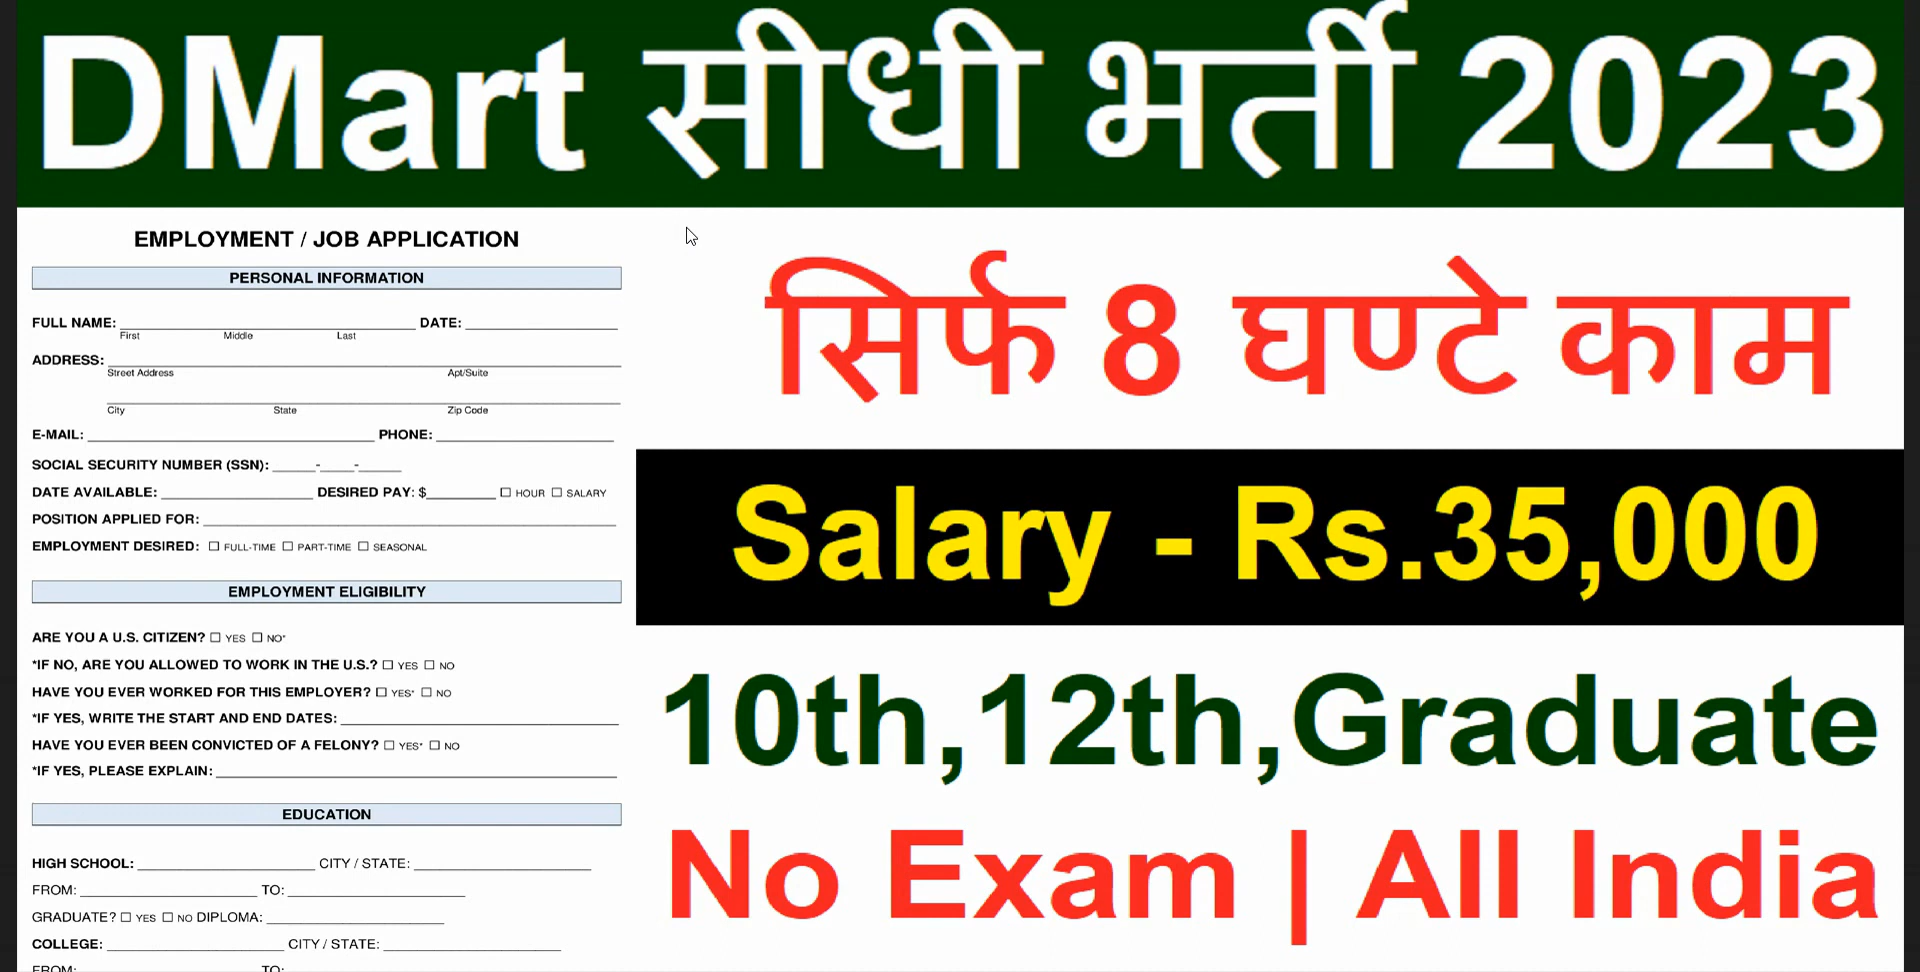 DMart सीधी भर्ती 2023
EMPLOYMENT / JOB APPLICATION
PERSONAL INFORMATION
FULL NAME: DATE:
First Middle Last
ADDRESS:
Street Address Apt/Suite
City State Zip Code
E-MAIL: PHONE:
SOCIAL SECURITY NUMBER (SSN): - -
DATE AVAILABLE: DESIRED PAY: $ ☐ HOUR ☐ SALARY
POSITION APPLIED FOR:
EMPLOYMENT DESIRED: ☐ FULL-TIME ☐ PART-TIME ☐ SEASONAL
EMPLOYMENT ELIGIBILITY
ARE YOU A U.S. CITIZEN? ☐ YES ☐ NO*
*IF NO, ARE YOU ALLOWED TO WORK IN THE U.S.? ☐ YES ☐ NO
HAVE YOU EVER WORKED FOR THIS EMPLOYER? ☐ YES* ☐ NO
*IF YES, WRITE THE START AND END DATES:
HAVE YOU EVER BEEN CONVICTED OF A FELONY? ☐ YES* ☐ NO
*IF YES, PLEASE EXPLAIN:
EDUCATION
HIGH SCHOOL: CITY / STATE:
FROM: TO:
GRADUATE? ☐ YES ☐ NO DIPLOMA:
COLLEGE: CITY / STATE:
FROM: TO:
सिर्फ 8 घण्टे काम
Salary - Rs.35,000
10th,12th,Graduate
No Exam | All India